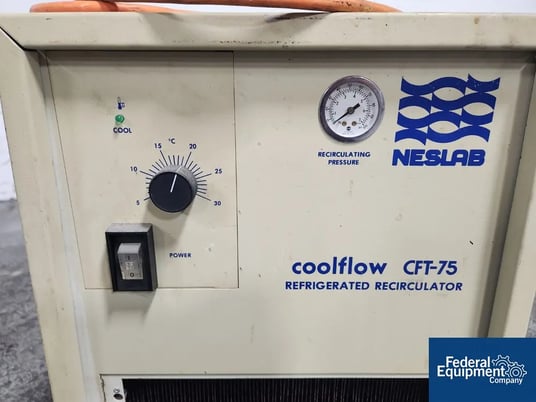 COOL
°C
15 20
10 25
5 30
POWER
RECIRCULATING
PRESSURE
NESLAB
coolflow CFT-75
REFRIGERATED RECIRCULATOR
Federal
Equipment
Company